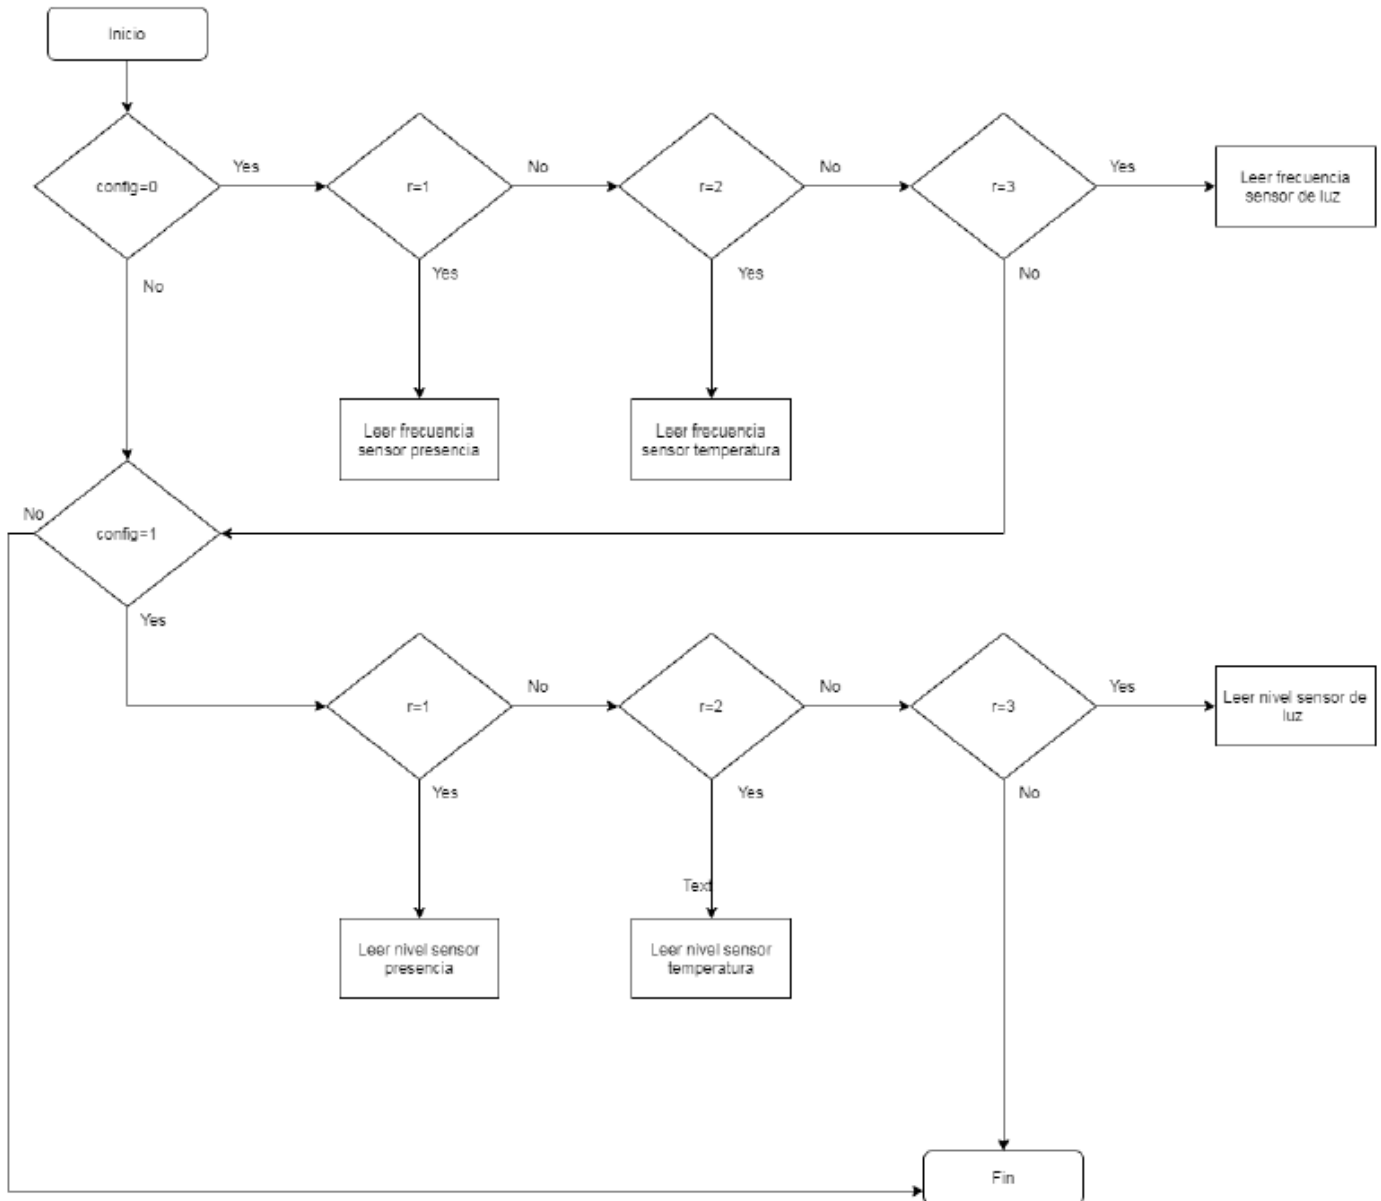 Inicio
config=0
Yes
r=1
No
r=2
No
r=3
Yes
Leer frecuencia
sensor de luz
No
Yes
Yes
No
Leer frecuencia
sensor presencia
Leer frecuencia
sensor temperatura
No
config=1
Yes
r=1
No
r=2
No
r=3
Yes
Leer nivel sensor de
luz
Yes
Yes
No
Text
Leer nivel sensor
presencia
Leer nivel sensor
temperatura
Fin